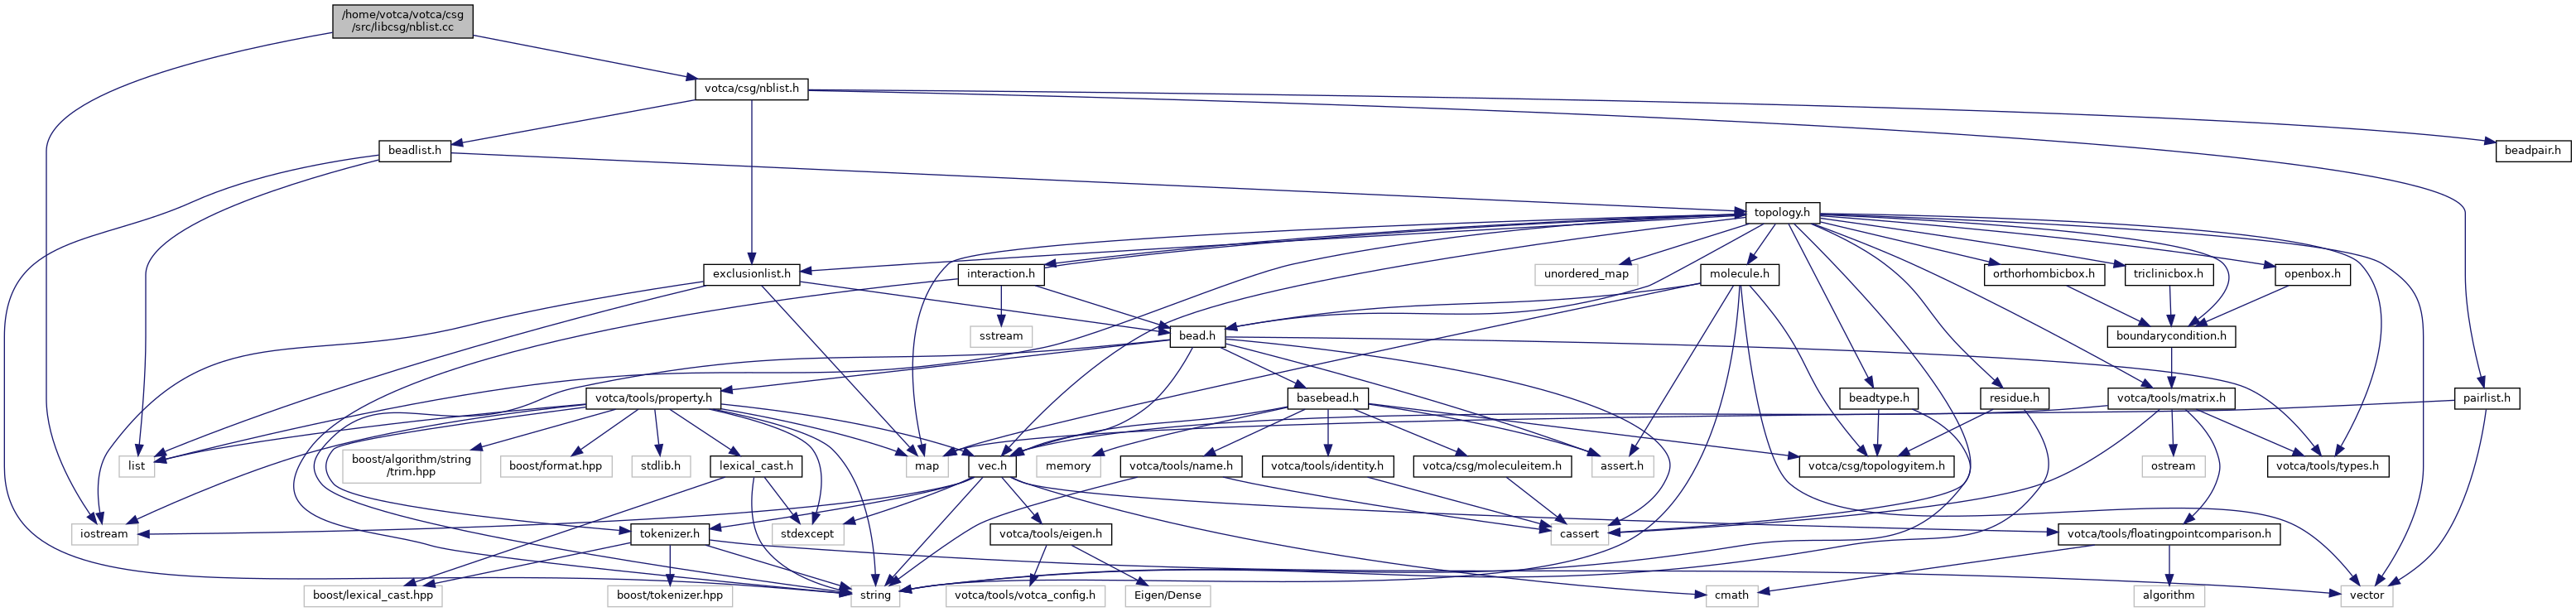 /home/votca/votca/csg
/src/libcsg/nblist.cc
votca/csg/nblist.h
beadlist.h
beadpair.h
topology.h
exclusionlist.h
interaction.h
unordered_map
molecule.h
orthorhombicbox.h
triclinicbox.h
openbox.h
sstream
bead.h
boundarycondition.h
votca/tools/property.h
basebead.h
beadtype.h
residue.h
votca/tools/matrix.h
pairlist.h
list
boost/algorithm/string
/trim.hpp
boost/format.hpp
stdlib.h
lexical_cast.h
map
vec.h
memory
votca/tools/name.h
votca/tools/identity.h
votca/csg/moleculeitem.h
assert.h
votca/csg/topologyitem.h
ostream
votca/tools/types.h
iostream
tokenizer.h
stdexcept
votca/tools/eigen.h
cassert
votca/tools/floatingpointcomparison.h
boost/lexical_cast.hpp
boost/tokenizer.hpp
string
votca/tools/votca_config.h
Eigen/Dense
cmath
algorithm
vector